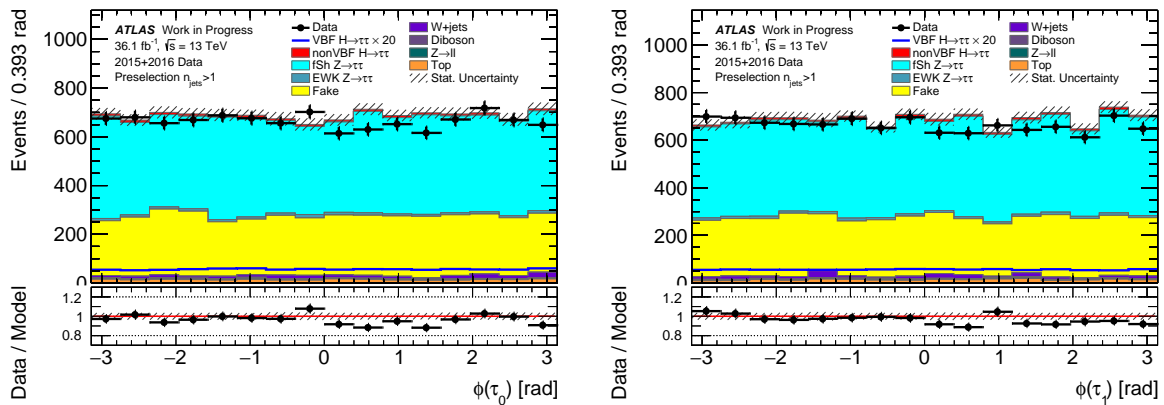 Events / 0.393 rad
1000
800
600
400
200
0
ATLAS Work in Progress
36.1 fb⁻¹, √s = 13 TeV
2015+2016 Data
Preselection n_jets>1
Data
VBF H→ττ × 20
nonVBF H→ττ
fSh Z→ττ
EWK Z→ττ
Fake
W+jets
Diboson
Z→ll
Top
Stat. Uncertainty
Data / Model
1.2
1
0.8
−3 −2 −1 0 1 2 3
ϕ(τ₀) [rad]
Events / 0.393 rad
1000
800
600
400
200
0
ATLAS Work in Progress
36.1 fb⁻¹, √s = 13 TeV
2015+2016 Data
Preselection n_jets>1
Data
VBF H→ττ × 20
nonVBF H→ττ
fSh Z→ττ
EWK Z→ττ
Fake
W+jets
Diboson
Z→ll
Top
Stat. Uncertainty
Data / Model
1.2
1
0.8
−3 −2 −1 0 1 2 3
ϕ(τ₁) [rad]